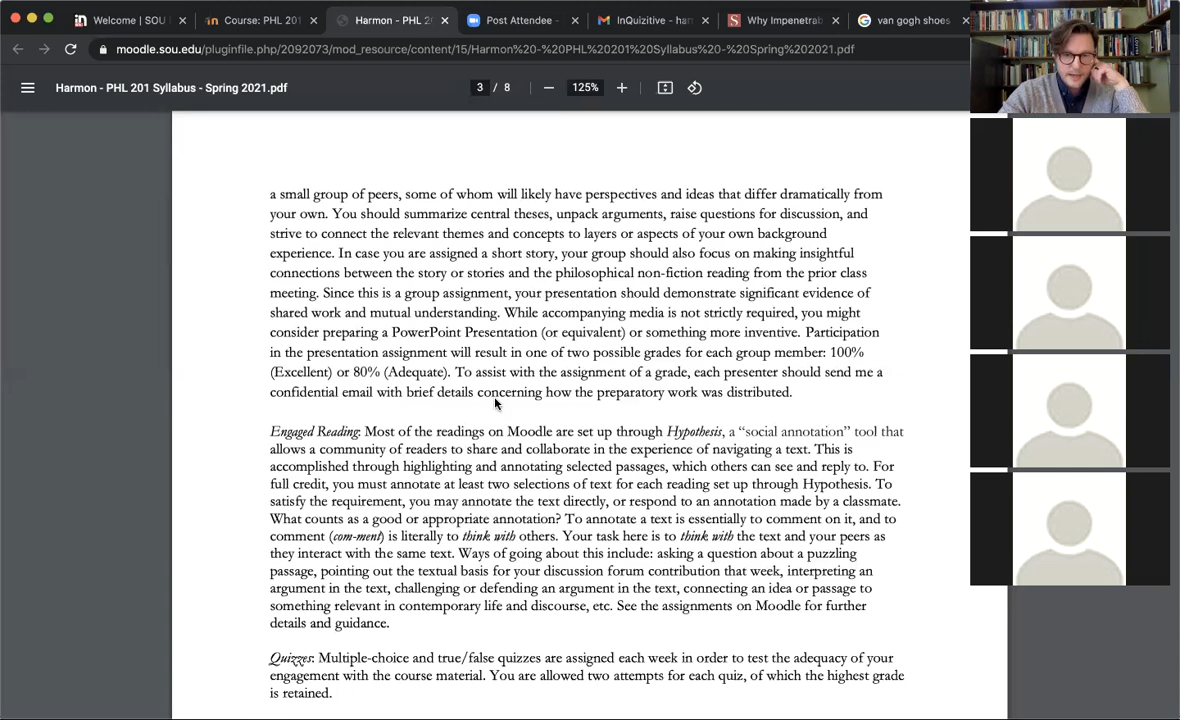 Welcome | SOU
Course: PHL 201
Harmon - PHL 2
Post Attendee -
InQuizitive - har
Why Impenetrab
van gogh shoes
moodle.sou.edu/pluginfile.php/2092073/mod_resource/content/15/Harmon%20-%20PHL%20201%20Syllabus%20-%20Spring%202021.pdf
Harmon - PHL 201 Syllabus - Spring 2021.pdf
3 / 8
125%
a small group of peers, some of whom will likely have perspectives and ideas that differ dramatically from
your own. You should summarize central theses, unpack arguments, raise questions for discussion, and
strive to connect the relevant themes and concepts to layers or aspects of your own background
experience. In case you are assigned a short story, your group should also focus on making insightful
connections between the story or stories and the philosophical non-fiction reading from the prior class
meeting. Since this is a group assignment, your presentation should demonstrate significant evidence of
shared work and mutual understanding. While accompanying media is not strictly required, you might
consider preparing a PowerPoint Presentation (or equivalent) or something more inventive. Participation
in the presentation assignment will result in one of two possible grades for each group member: 100%
(Excellent) or 80% (Adequate). To assist with the assignment of a grade, each presenter should send me a
confidential email with brief details concerning how the preparatory work was distributed.
Engaged Reading: Most of the readings on Moodle are set up through Hypothesis, a “social annotation” tool that
allows a community of readers to share and collaborate in the experience of navigating a text. This is
accomplished through highlighting and annotating selected passages, which others can see and reply to. For
full credit, you must annotate at least two selections of text for each reading set up through Hypothesis. To
satisfy the requirement, you may annotate the text directly, or respond to an annotation made by a classmate.
What counts as a good or appropriate annotation? To annotate a text is essentially to comment on it, and to
comment (com-ment) is literally to think with others. Your task here is to think with the text and your peers as
they interact with the same text. Ways of going about this include: asking a question about a puzzling
passage, pointing out the textual basis for your discussion forum contribution that week, interpreting an
argument in the text, challenging or defending an argument in the text, connecting an idea or passage to
something relevant in contemporary life and discourse, etc. See the assignments on Moodle for further
details and guidance.
Quizzes: Multiple-choice and true/false quizzes are assigned each week in order to test the adequacy of your
engagement with the course material. You are allowed two attempts for each quiz, of which the highest grade
is retained.